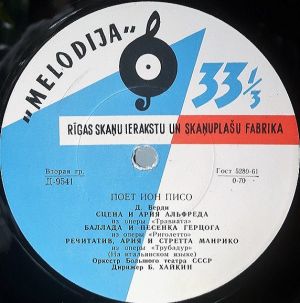 "MELODIJA"
33 1/3
RĪGAS SKAŅU IERAKSTU UN SKAŅUPLAŠU FABRIKA
Вторая гр.
Д-9541
Гост 5289-61
0-70
ПОЕТ ИОН ПИСО
Д. Верди
СЦЕНА И АРИЯ АЛЬФРЕДА
из оперы «Травиата»
БАЛЛАДА И ПЕСЕНКА ГЕРЦОГА
из оперы «Риголетто»
РЕЧИТАТИВ, АРИЯ И СТРЕТТА МАНРИКО
из оперы «Трубадур»
(На итальянском языке)
Оркестр Большого театра СССР
Дирижер Б. ХАЙКИН